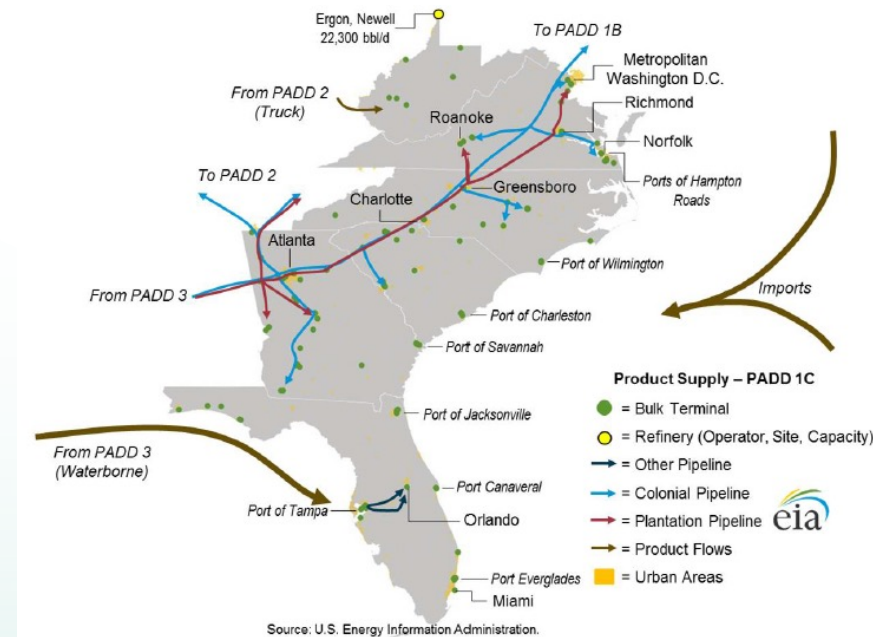 Ergon, Newell
22,300 bbl/d
To PADD 1B
Metropolitan
Washington D.C.
From PADD 2
(Truck)
Richmond
Roanoke
Norfolk
To PADD 2
Ports of Hampton
Roads
Greensboro
Charlotte
Atlanta
Port of Wilmington
From PADD 3
Imports
Port of Charleston
Port of Savannah
Product Supply – PADD 1C
= Bulk Terminal
= Refinery (Operator, Site, Capacity)
= Other Pipeline
= Colonial Pipeline
= Plantation Pipeline
= Product Flows
= Urban Areas
eia
Port of Jacksonville
From PADD 3
(Waterborne)
Port Canaveral
Port of Tampa
Orlando
Port Everglades
Miami
Source: U.S. Energy Information Administration.